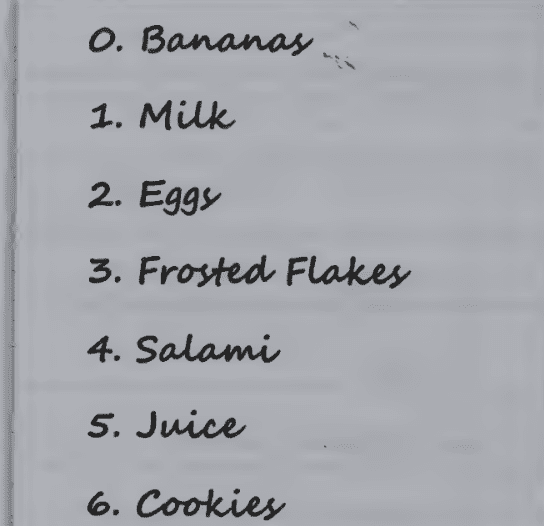 0. Bananas
1. Milk
2. Eggs
3. Frosted Flakes
4. Salami
5. Juice
6. Cookies